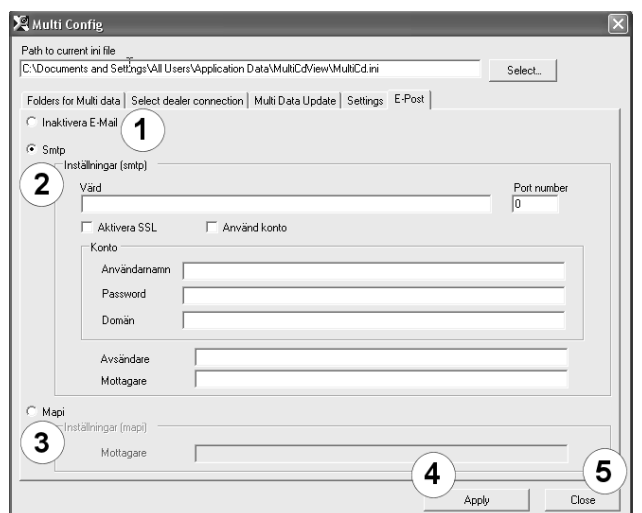 Multi Config
Path to current ini file
C:\Documents and Settings\All Users\Application Data\MultiCdView\MultiCd.ini
Select...
Folders for Multi data Select dealer connection Multi Data Update Settings E-Post
Inaktivera E-Mail
1
Smtp
Inställningar (smtp)
2
Värd Port number
0
Aktivera SSL Använd konto
Konto
Användarnamn
Password
Domän
Avsändare
Mottagare
Mapi
Inställningar (mapi)
3
Mottagare
4 5
Apply Close